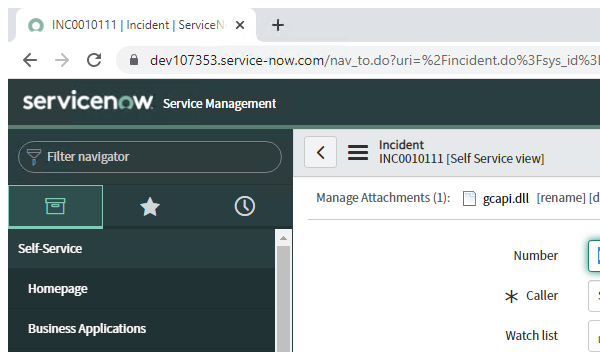 INC0010111 | Incident | ServiceN
dev107353.service-now.com/nav_to.do?uri=%2Fincident.do%3Fsys_id%
servicenow Service Management
Filter navigator
Incident
INC0010111 [Self Service view]
Manage Attachments (1): gcapi.dll [rename] [d
Self-Service
Number
Homepage
Caller
Business Applications
Watch list